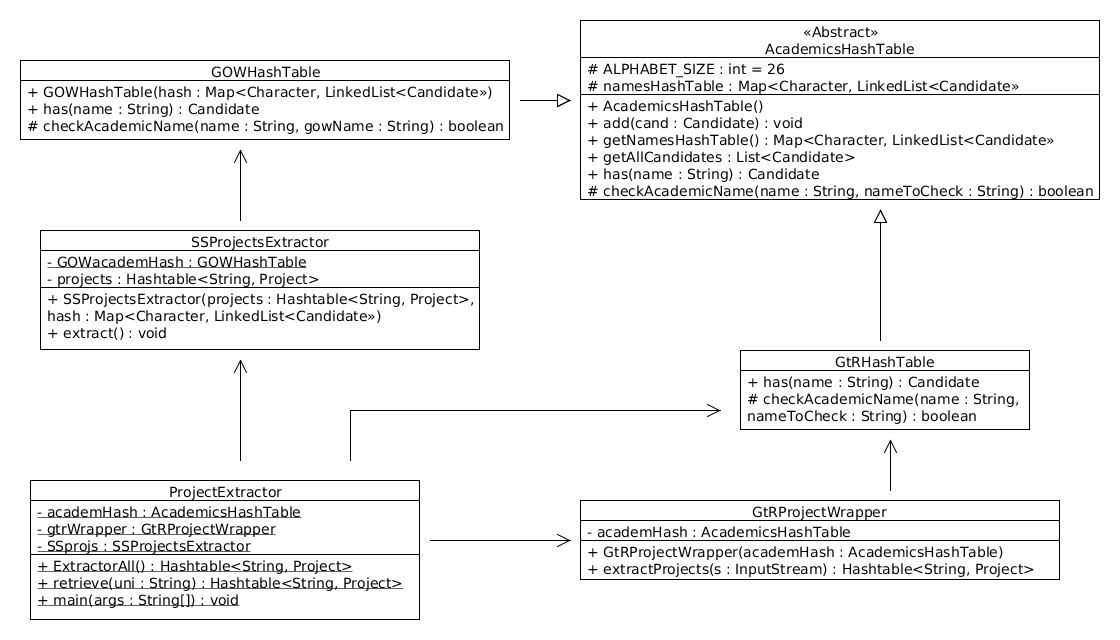 GOWHashTable
+ GOWHashTable(hash : Map<Character, LinkedList<Candidate»)
+ has(name : String) : Candidate
# checkAcademicName(name : String, gowName : String) : boolean
«Abstract»
AcademicsHashTable
# ALPHABET_SIZE : int = 26
# namesHashTable : Map<Character, LinkedList<Candidate»
+ AcademicsHashTable()
+ add(cand : Candidate) : void
+ getNamesHashTable() : Map<Character, LinkedList<Candidate»
+ getAllCandidates : List<Candidate>
+ has(name : String) : Candidate
# checkAcademicName(name : String, nameToCheck : String) : boolean
SSProjectsExtractor
- GOWacademHash : GOWHashTable
- projects : Hashtable<String, Project>
+ SSProjectsExtractor(projects : Hashtable<String, Project>,
hash : Map<Character, LinkedList<Candidate»)
+ extract() : void
GtRHashTable
+ has(name : String) : Candidate
# checkAcademicName(name : String,
nameToCheck : String) : boolean
ProjectExtractor
- academHash : AcademicsHashTable
- gtrWrapper : GtRProjectWrapper
- SSprojs : SSProjectsExtractor
+ ExtractorAll() : Hashtable<String, Project>
+ retrieve(uni : String) : Hashtable<String, Project>
+ main(args : String[]) : void
GtRProjectWrapper
- academHash : AcademicsHashTable
+ GtRProjectWrapper(academHash : AcademicsHashTable)
+ extractProjects(s : InputStream) : Hashtable<String, Project>